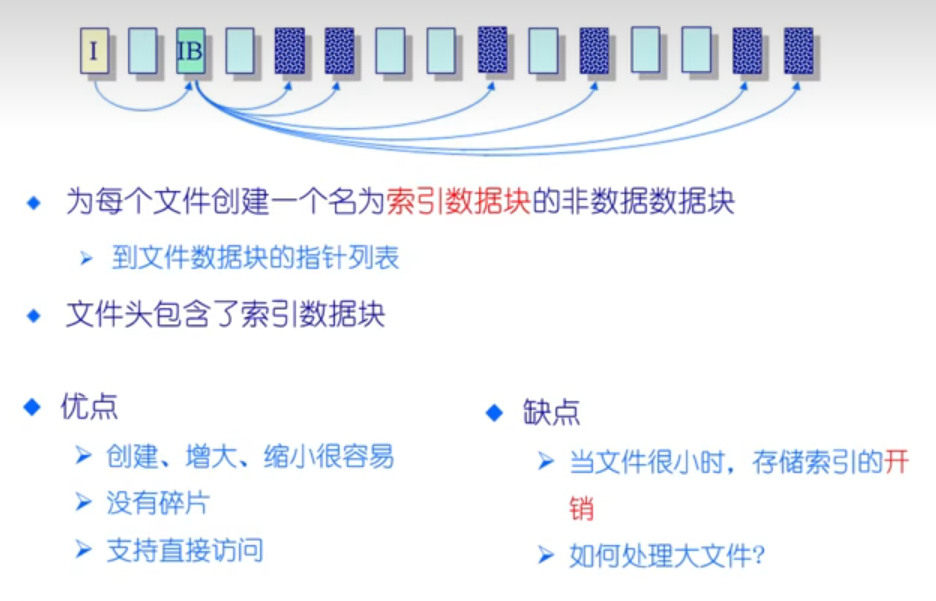 I IB
为每个文件创建一个名为索引数据块的非数据数据块
到文件数据块的指针列表
文件头包含了索引数据块
优点
创建、增大、缩小很容易
没有碎片
支持直接访问
缺点
当文件很小时，存储索引的开
销
如何处理大文件?